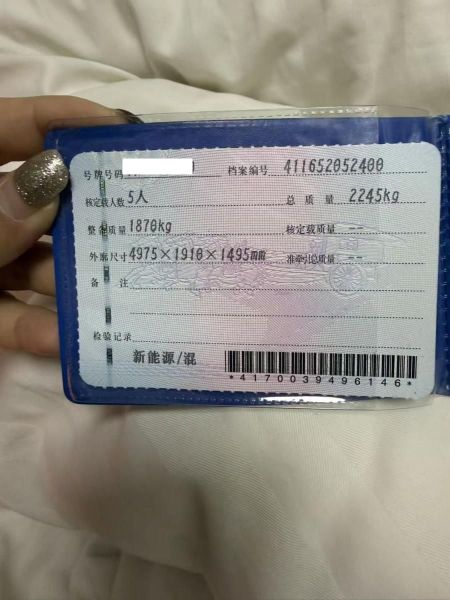 号牌号码 档案编号 411652052400
核定载人数 5人 总质量 2245kg
整备质量 1870kg 核定载质量 --
外廓尺寸 4975×1910×1495mm 准牵引总质量 --
备注
检验记录
新能源/混
*4170039496146*